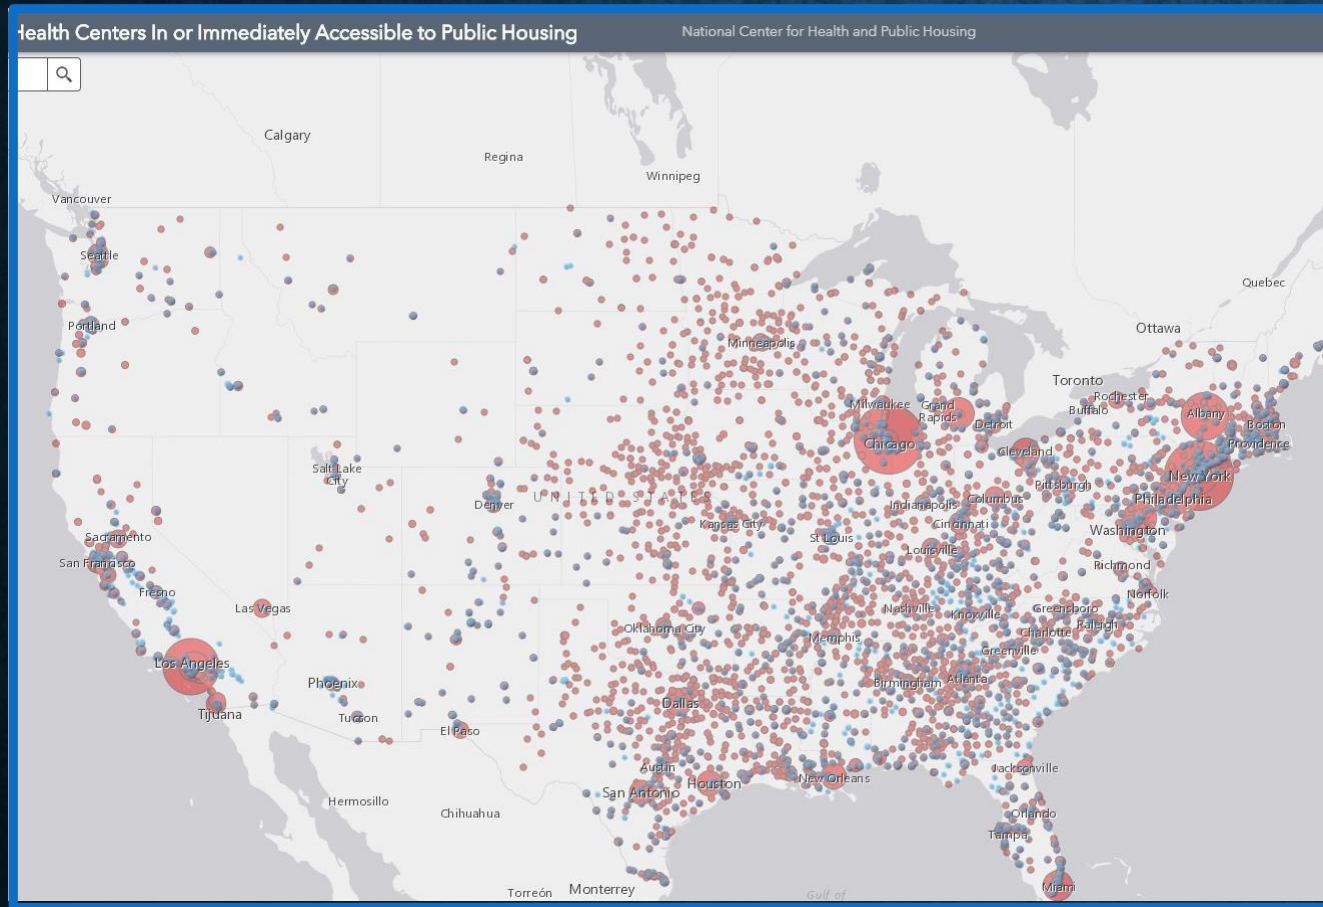 Health Centers In or Immediately Accessible to Public Housing
National Center for Health and Public Housing
Calgary
Regina
Winnipeg
Vancouver
Seattle
Quebec
Portland
Ottawa
Minneapolis
Toronto
Rochester
Buffalo
Milwaukee
Grand
Rapids
Detroit
Albany
Boston
Providence
Chicago
Cleveland
Salt Lake
City
Denver
UNITED STATES
Pittsburgh
New York
Philadelphia
Indianapolis
Columbus
Kansas City
Cincinnati
Washington
Sacramento
St Louis
Louisville
San Francisco
Richmond
Fresno
Norfolk
Las Vegas
Nashville
Knoxville
Greensboro
Oklahoma City
Memphis
Charlotte
Raleigh
Greenville
Los Angeles
Phoenix
Birmingham
Atlanta
Dallas
Tijuana
Tucson
El Paso
Austin
Jacksonville
San Antonio
Houston
New Orleans
Hermosillo
Chihuahua
Orlando
Tampa
Torreón
Monterrey
Miami
Gulf of